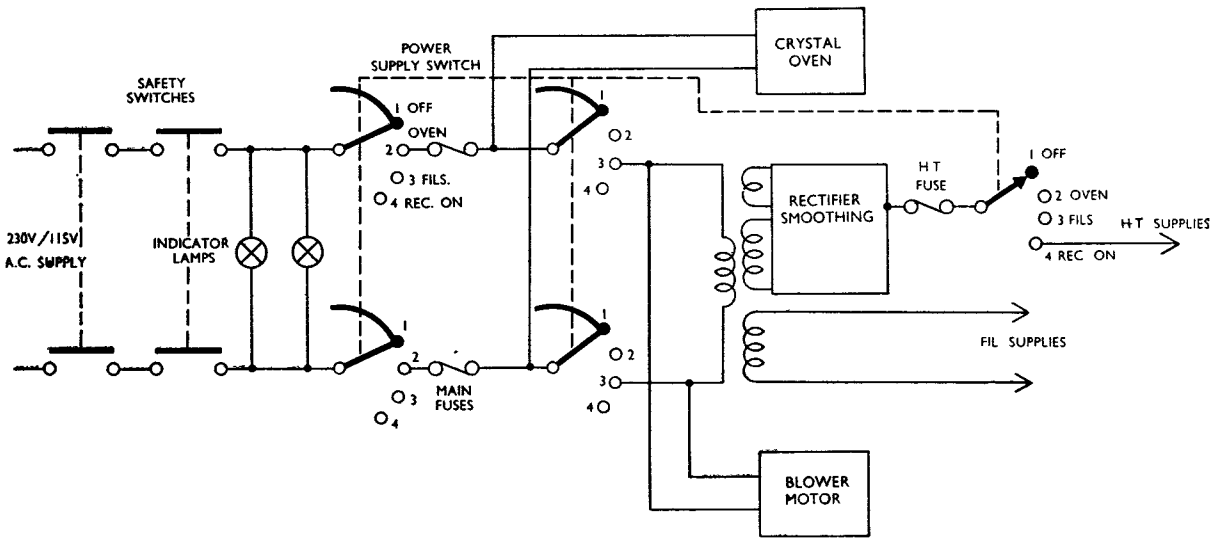 CRYSTAL
OVEN
POWER
SUPPLY SWITCH
SAFETY
SWITCHES
1 OFF
OVEN
2
3 FILS.
4 REC. ON
1
2
3
4
RECTIFIER
SMOOTHING
HT
FUSE
1 OFF
2 OVEN
3 FILS
4 REC ON
HT SUPPLIES
230V/115V
A.C. SUPPLY
INDICATOR
LAMPS
1
2
3
4
MAIN
FUSES
1
2
3
4
FIL SUPPLIES
BLOWER
MOTOR